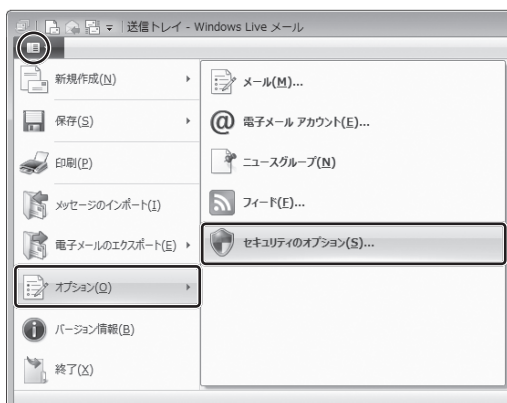 送信トレイ - Windows Live メール
新規作成(N)
保存(S)
印刷(P)
メッセージのインポート(I)
電子メールのエクスポート(E)
オプション(O)
バージョン情報(B)
終了(X)
メール(M)...
電子メール アカウント(E)...
ニュースグループ(N)
フィード(F)...
セキュリティのオプション(S)...